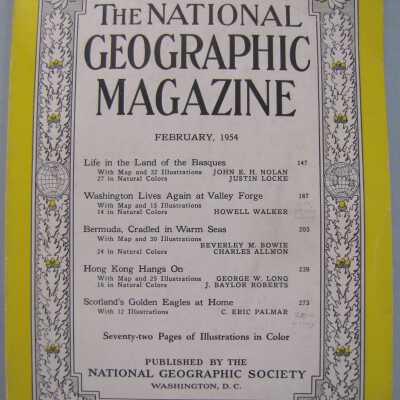 THE NATIONAL
GEOGRAPHIC
MAGAZINE
FEBRUARY, 1954
Life in the Land of the Basques 147
With Map and 32 Illustrations JOHN E. H. NOLAN
27 in Natural Colors JUSTIN LOCKE
Washington Lives Again at Valley Forge 187
With Map and 15 Illustrations
14 in Natural Colors HOWELL WALKER
Bermuda, Cradled in Warm Seas 203
With Map and 30 Illustrations
BEVERLEY M. BOWIE
24 in Natural Colors CHARLES ALLMON
Hong Kong Hangs On 239
With Map and 25 Illustrations GEORGE W. LONG
16 in Natural Colors J. BAYLOR ROBERTS
Scotland's Golden Eagles at Home 273
With 12 Illustrations C. ERIC PALMAR
Seventy-two Pages of Illustrations in Color
PUBLISHED BY THE
NATIONAL GEOGRAPHIC SOCIETY
WASHINGTON, D. C.